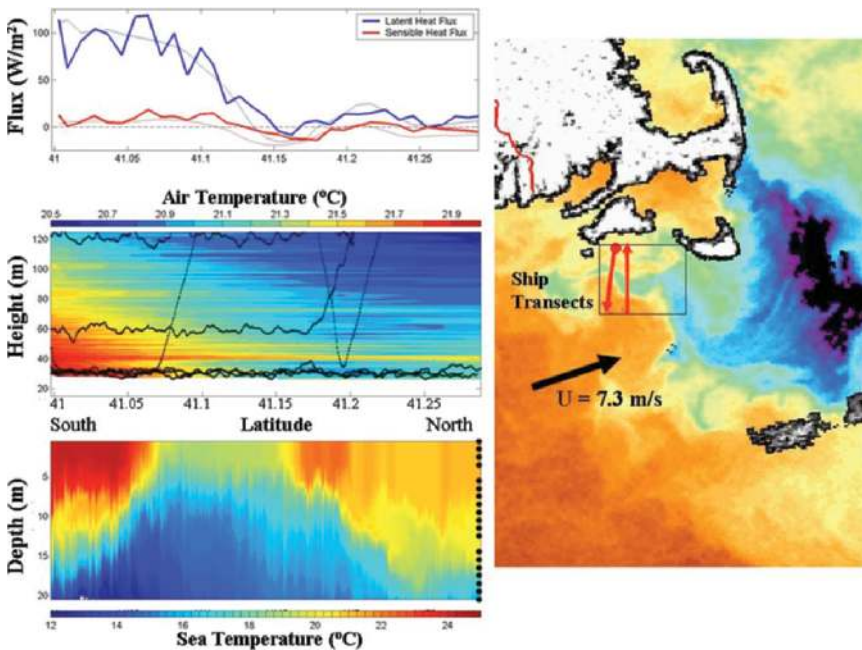 Flux (W/m²)
100
50
0
Latent Heat Flux
Sensible Heat Flux
41 41.05 41.1 41.15 41.2 41.25
Air Temperature (ºC)
20.5 20.7 20.9 21.1 21.3 21.5 21.7 21.9
Height (m)
120
100
80
60
40
20
41 41.05 41.1 41.15 41.2 41.25
South Latitude North
Depth (m)
5
10
15
20
12 14 16 18 20 22 24
Sea Temperature (ºC)
Ship
Transects
U = 7.3 m/s